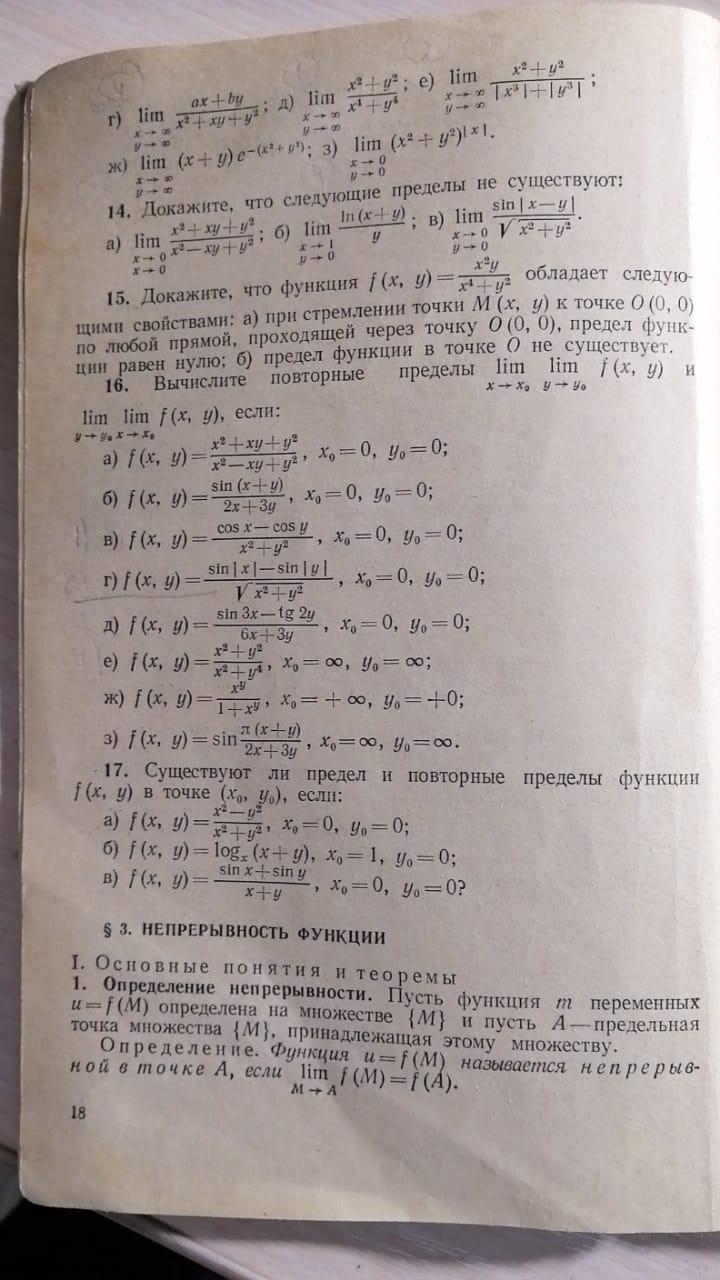 г) lim_{x→∞, y→∞} (ax+by)/(x²+xy+y²); д) lim_{x→∞, y→∞} (x²+y²)/(x⁴+y⁴); е) lim_{x→∞, y→∞} (x²+y²)/(|x³|+|y³|);
ж) lim_{x→∞, y→∞} (x+y) e^{-(x²+y²)}; з) lim_{x→0, y→0} (x²+y²)^{|x|}.
14. Докажите, что следующие пределы не существуют:
а) lim_{x→0, x→0} (x²+xy+y²)/(x²−xy+y²); б) lim_{x→1, y→0} ln(x+y)/y; в) lim_{x→0, y→0} sin|x−y|/√(x²+y²).
15. Докажите, что функция f(x, y)=x²y/(x⁴+y²) обладает следую-
щими свойствами: а) при стремлении точки M (x, y) к точке O (0, 0)
по любой прямой, проходящей через точку O (0, 0), предел функ-
ции равен нулю; б) предел функции в точке O не существует.
16. Вычислите повторные пределы lim_{x→x₀} lim_{y→y₀} f (x, y) и
lim_{y→y₀} lim_{x→x₀} f (x, y), если:
а) f (x, y)=(x²+xy+y²)/(x²−xy+y²), x₀=0, y₀=0;
б) f (x, y)=sin (x+y)/(2x+3y), x₀=0, y₀=0;
в) f (x, y)=(cos x−cos y)/(x²+y²), x₀=0, y₀=0;
г) f (x, y)=(sin|x|−sin|y|)/√(x²+y²), x₀=0, y₀=0;
д) f (x, y)=(sin 3x−tg 2y)/(6x+3y), x₀=0, y₀=0;
е) f (x, y)=(x²+y²)/(x²+y⁴), x₀=∞, y₀=∞;
ж) f (x, y)=x^y/(1+x^y), x₀=+∞, y₀=+0;
з) f (x, y)=sin π(x+y)/(2x+3y), x₀=∞, y₀=∞.
17. Существуют ли предел и повторные пределы функции
f (x, y) в точке (x₀, y₀), если:
а) f (x, y)=(x²−y²)/(x²+y²), x₀=0, y₀=0;
б) f (x, y)=logₓ (x+y), x₀=1, y₀=0;
в) f (x, y)=(sin x+sin y)/(x+y), x₀=0, y₀=0?
§ 3. НЕПРЕРЫВНОСТЬ ФУНКЦИИ
I. Основные понятия и теоремы
1. Определение непрерывности. Пусть функция m переменных
u=f (M) определена на множестве {M} и пусть A—предельная
точка множества {M}, принадлежащая этому множеству.
Определение. Функция u=f (M) называется непрерыв-
ной в точке A, если lim_{M→A} f (M)=f (A).
18